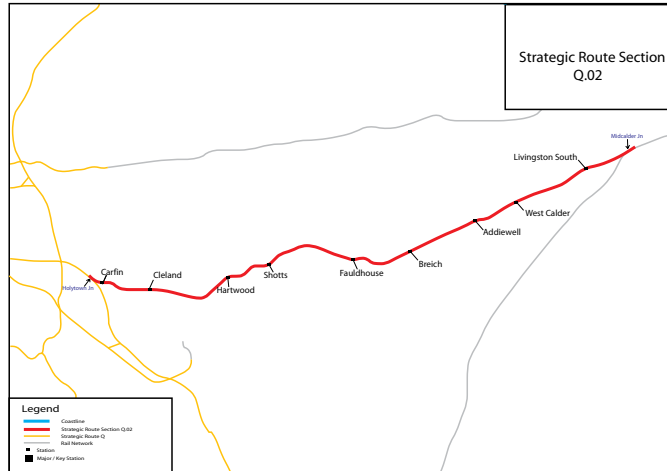 Strategic Route Section
Q.02
Midcalder Jn
Livingston South
West Calder
Addiewell
Breich
Fauldhouse
Shotts
Hartwood
Cleland
Carfin
Holytown Jn
Legend
Coastline
Strategic Route Section Q.02
Strategic Route Q
Rail Network
Station
Major / Key Station